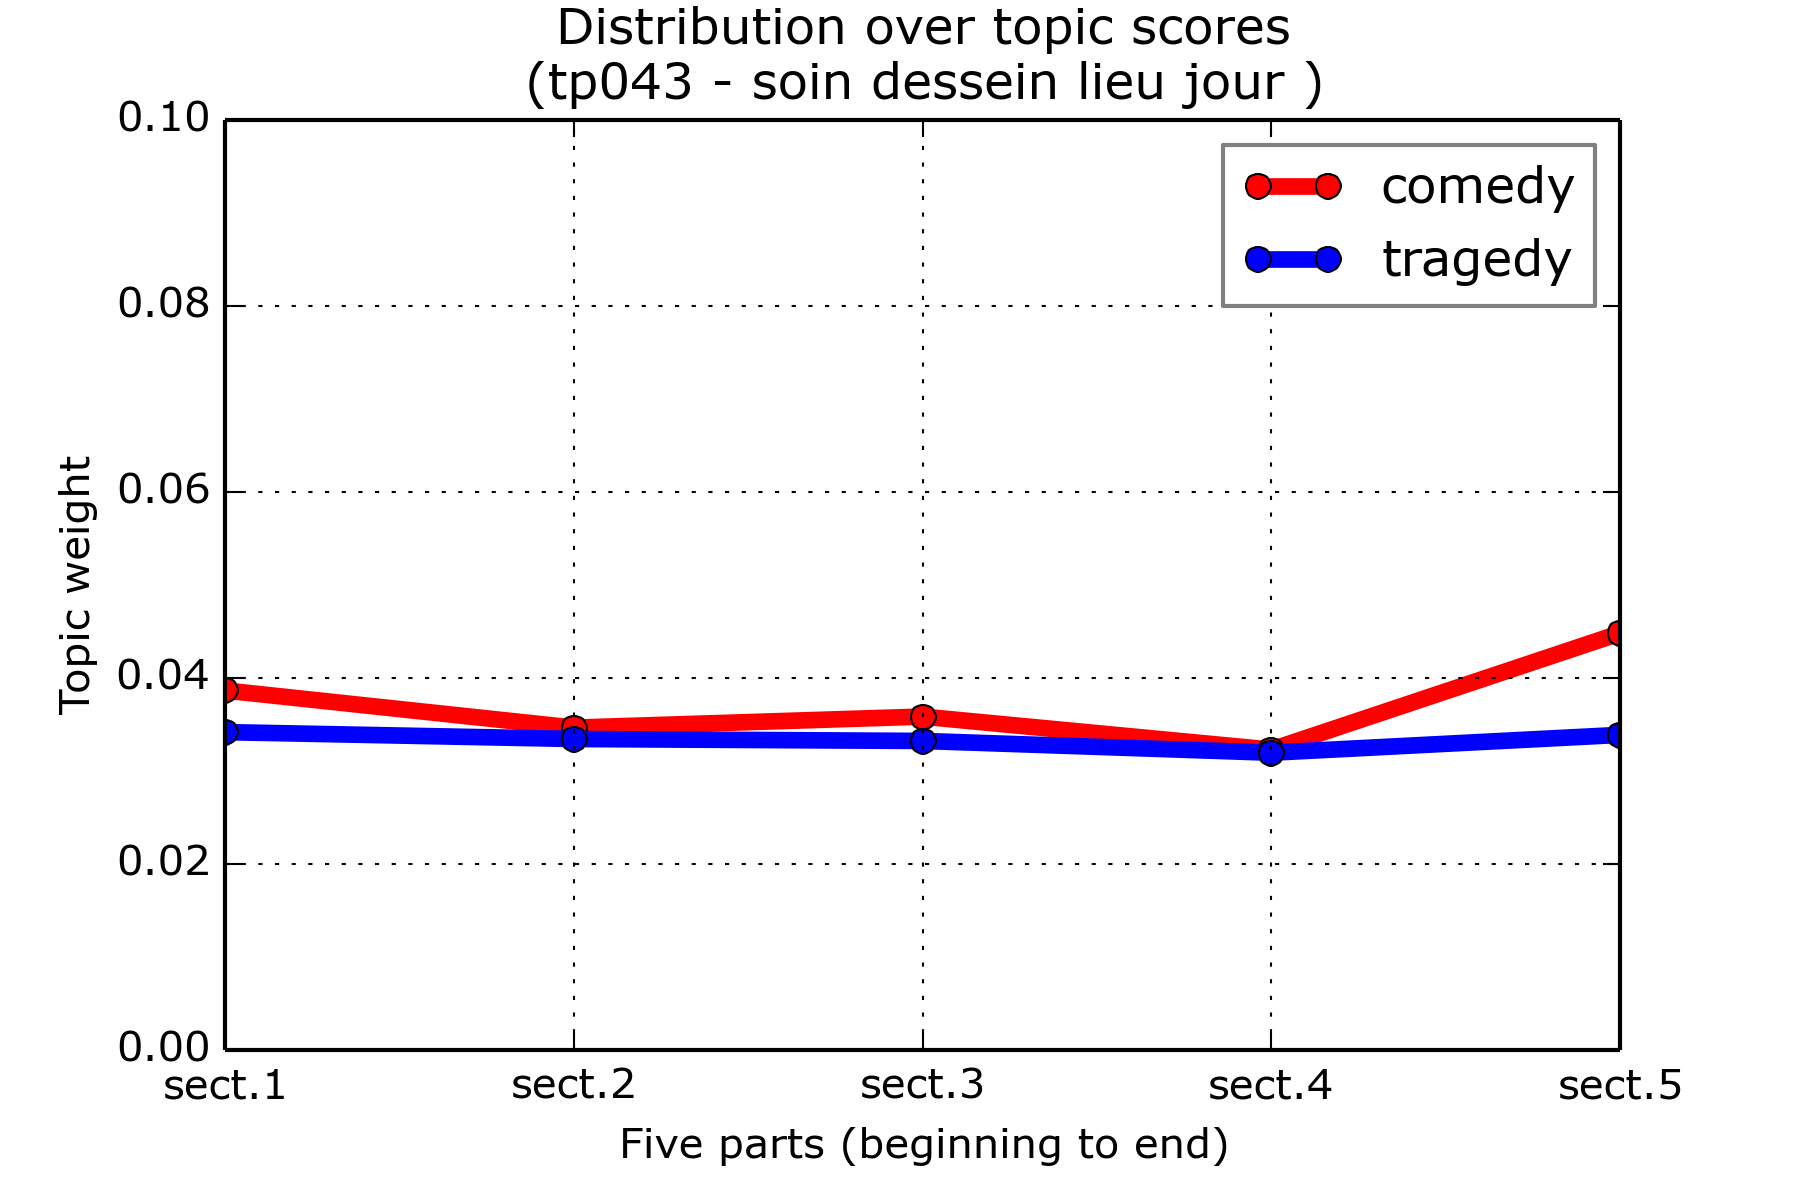 Distribution over topic scores
(tp043 - soin dessein lieu jour )
comedy
tragedy
Topic weight
0.10
0.08
0.06
0.04
0.02
0.00
sect.1 sect.2 sect.3 sect.4 sect.5
Five parts (beginning to end)